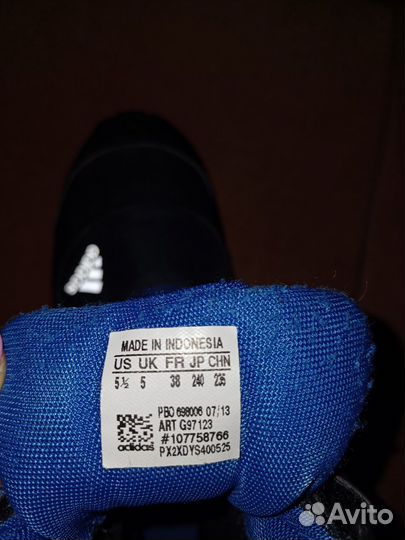 MADE IN INDONESIA
US UK FR JP CHN
5½ 5 38 240 235
PBO 698006 07/13
ART G97123
#107758766
adidas PX2XDYS400525
Avito